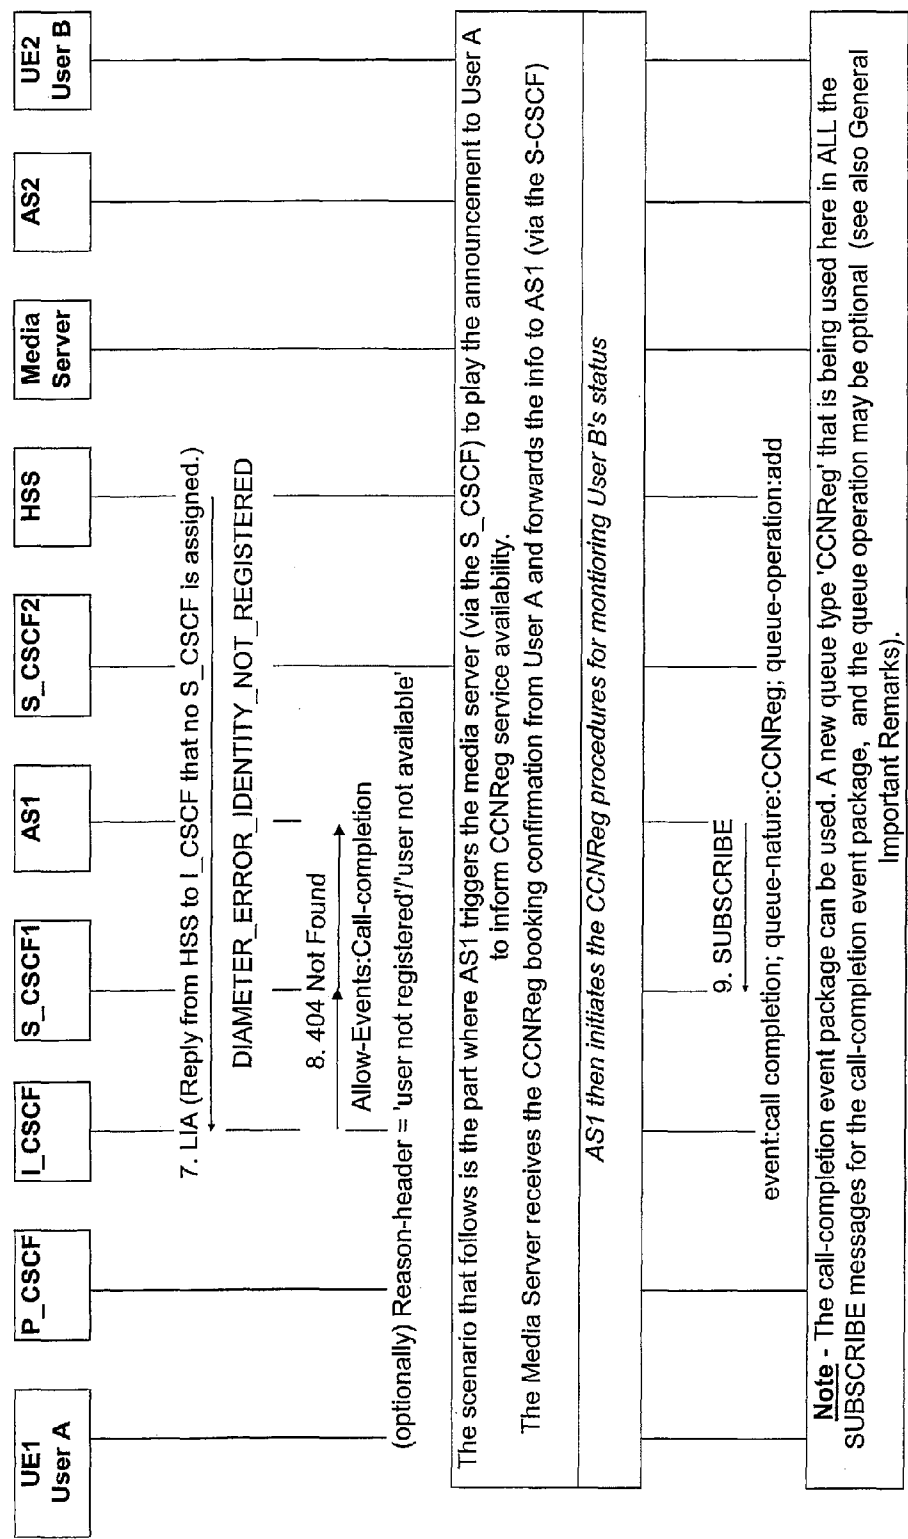 UE1
User A
P_CSCF
I_CSCF
S_CSCF1
AS1
S_CSCF2
HSS
Media
Server
AS2
UE2
User B
7. LIA (Reply from HSS to I_CSCF that no S_CSCF is assigned.)
DIAMETER_ERROR_IDENTITY_NOT_REGISTERED
8. 404 Not Found
Allow-Events:Call-completion
(optionally) Reason-header = 'user not registered'/'user not available'
The scenario that follows is the part where AS1 triggers the media server (via the S_CSCF) to play the announcement to User A
to inform CCNReg service availability.
The Media Server receives the CCNReg booking confirmation from User A and forwards the info to AS1 (via the S-CSCF)
AS1 then initiates the CCNReg procedures for montioring User B's status
9. SUBSCRIBE
event:call completion; queue-nature:CCNReg; queue-operation:add
Note - The call-completion event package can be used. A new queue type 'CCNReg' that is being used here in ALL the
SUBSCRIBE messages for the call-completion event package, and the queue operation may be optional (see also General
Important Remarks).